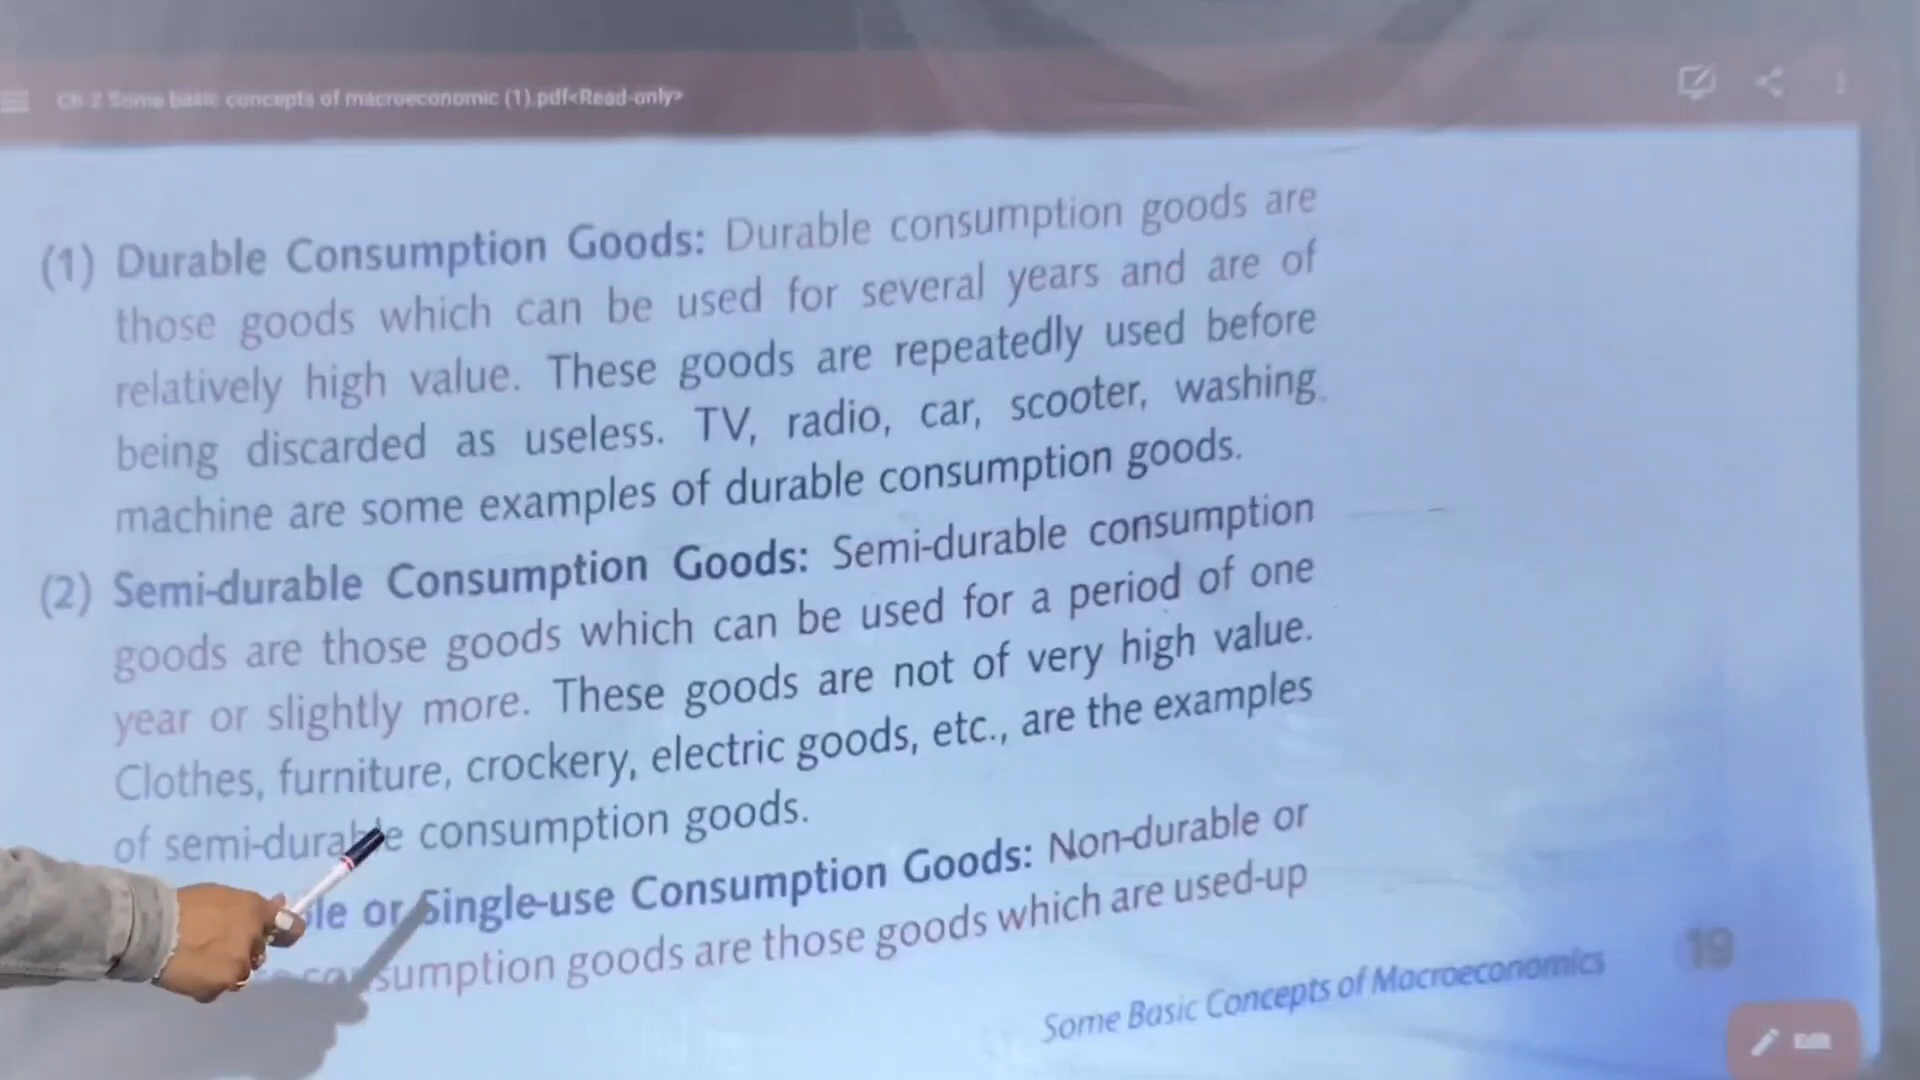 Ch 2 Some basic concepts of macroeconomic (1).pdf<Read-only>
(1) Durable Consumption Goods: Durable consumption goods are
those goods which can be used for several years and are of
relatively high value. These goods are repeatedly used before
being discarded as useless. TV, radio, car, scooter, washing
machine are some examples of durable consumption goods.
(2) Semi-durable Consumption Goods: Semi-durable consumption
goods are those goods which can be used for a period of one
year or slightly more. These goods are not of very high value.
Clothes, furniture, crockery, electric goods, etc., are the examples
of semi-durable consumption goods.
or Single-use Consumption Goods: Non-durable or
consumption goods are those goods which are used-up
Some Basic Concepts of Macroeconomics 19
Edit